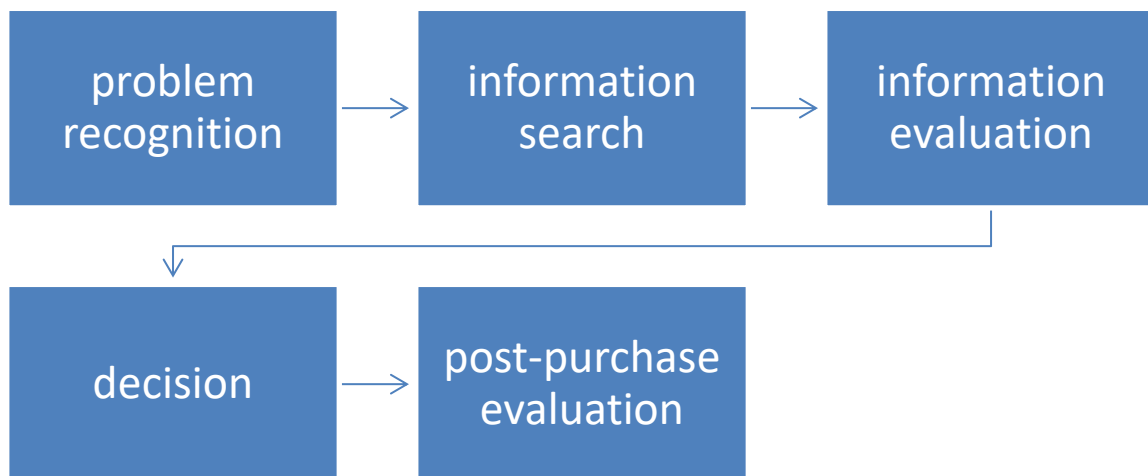 problem
recognition
information
search
information
evaluation
decision
post-purchase
evaluation